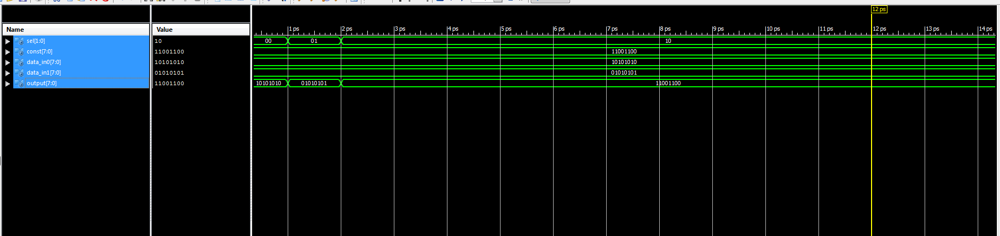 12 ps
Name Value
1 ps 2 ps 3 ps 4 ps 5 ps 6 ps 7 ps 8 ps 9 ps 10 ps 11 ps 12 ps 13 ps 14 ps
sel[1:0] 10 00 01 10
const[7:0] 11001100 11001100
data_in0[7:0] 10101010 10101010
data_in1[7:0] 01010101 01010101
output[7:0] 11001100 10101010 01010101 11001100